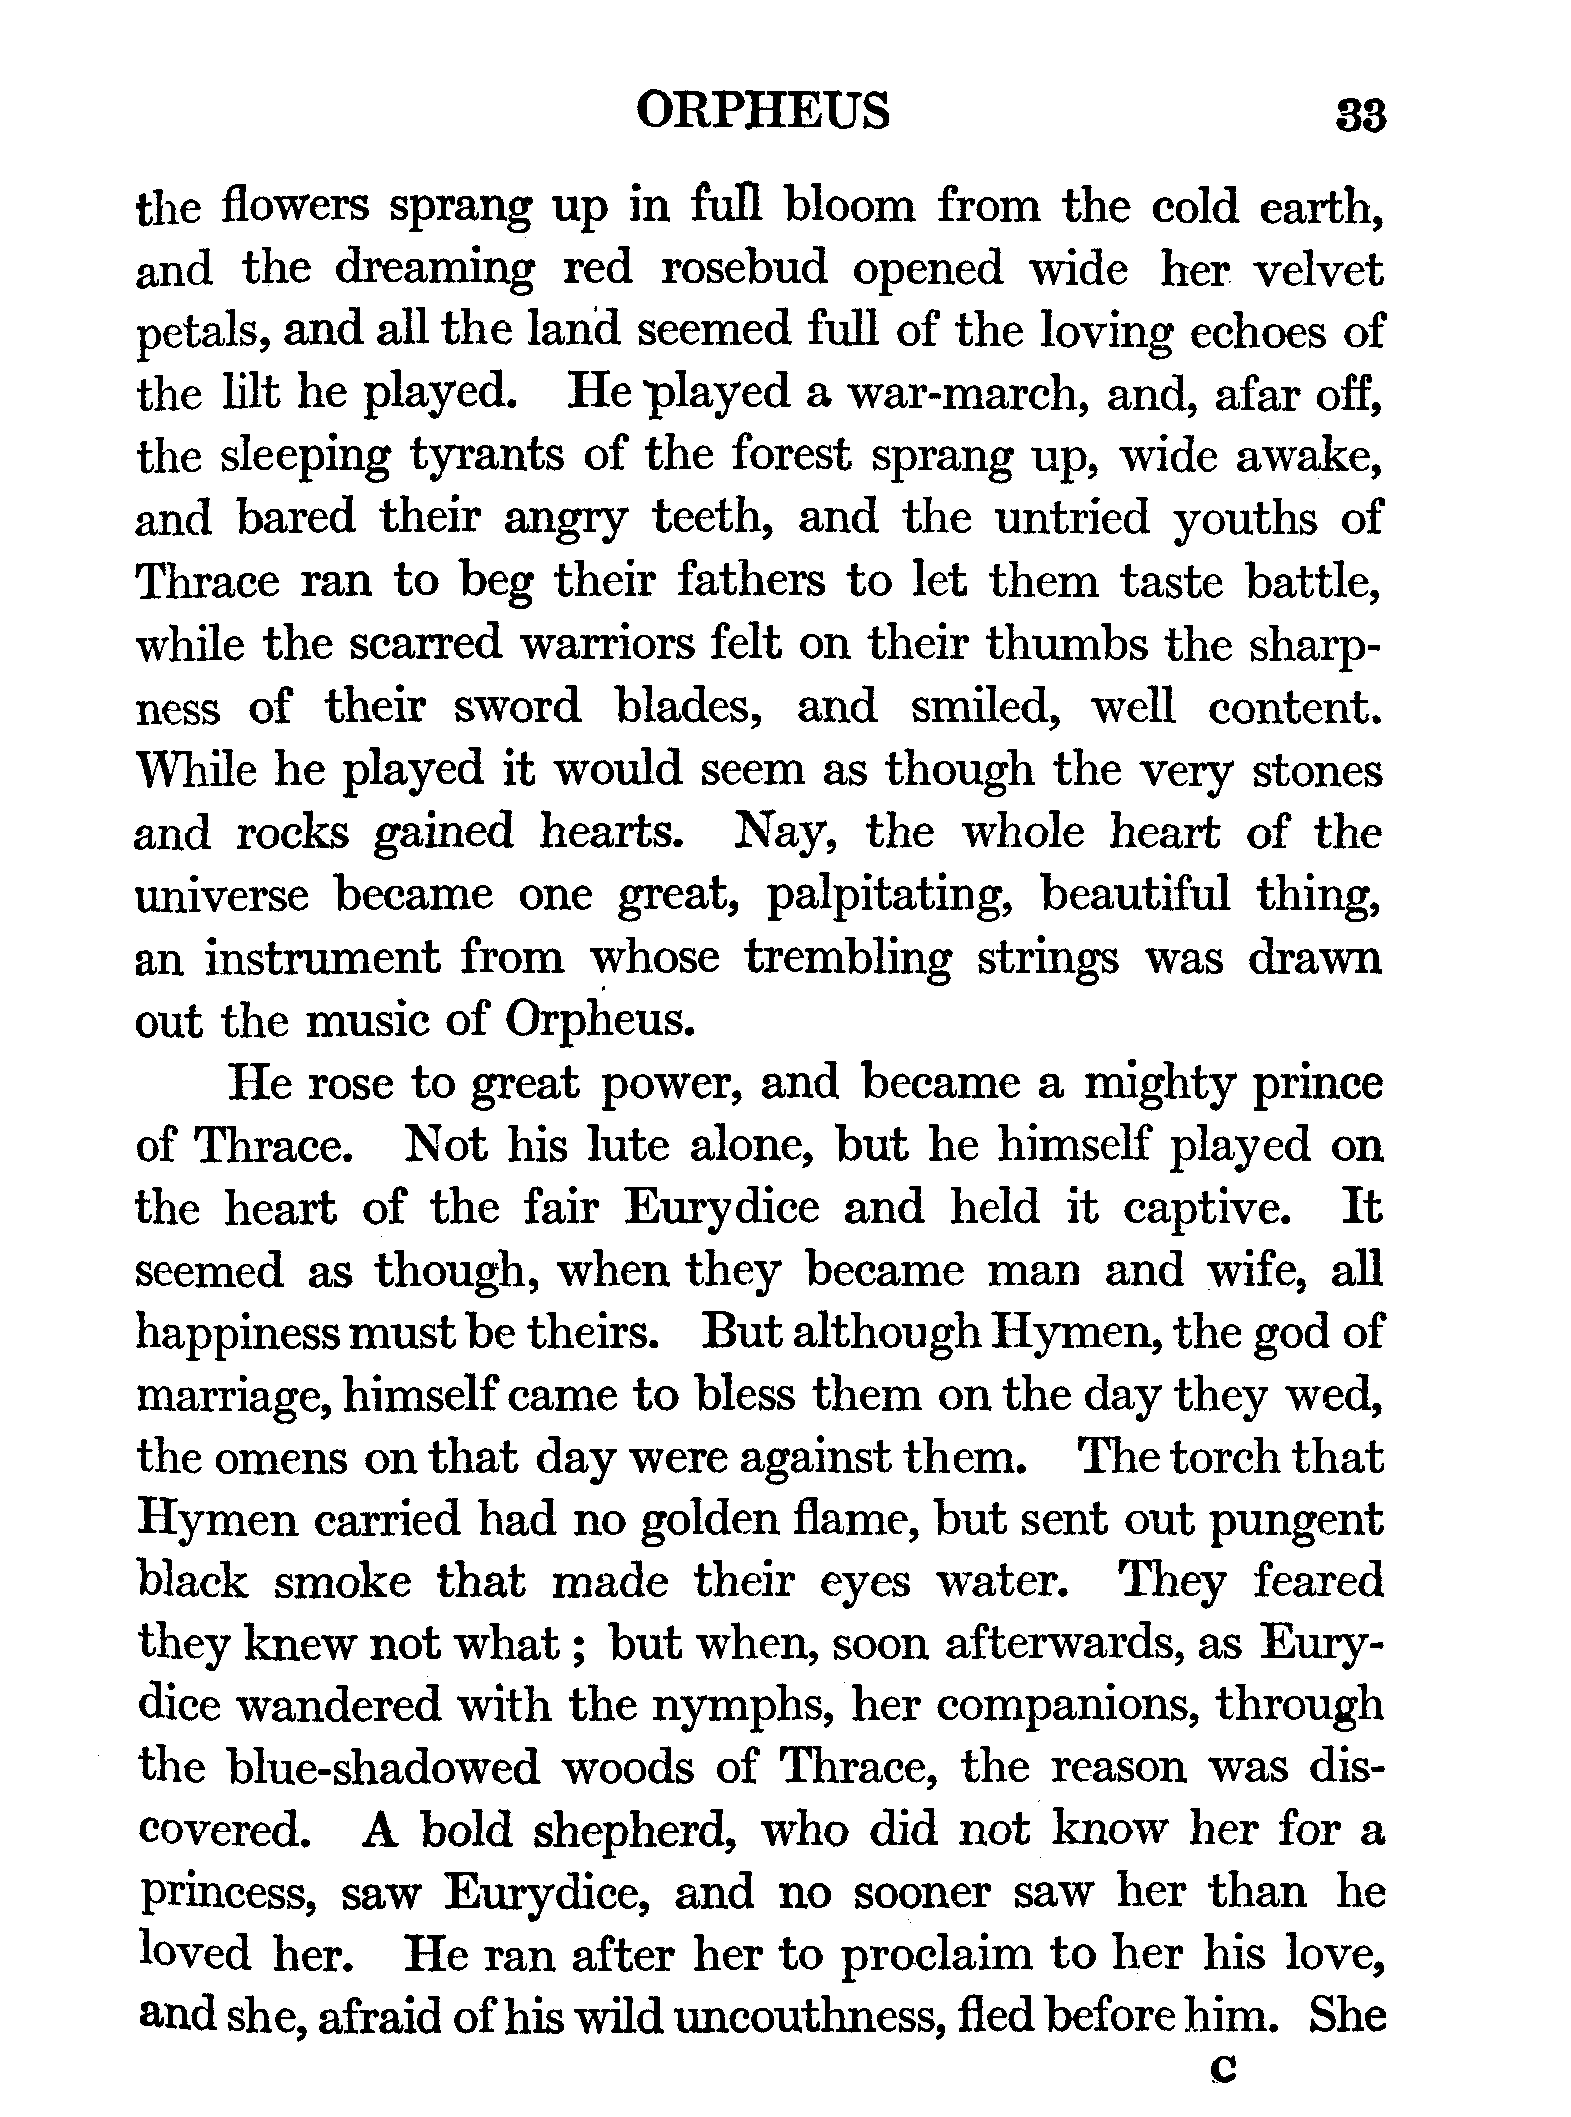 ORPHEUS 33
the flowers sprang up in full bloom from the cold earth,
and the dreaming red rosebud opened wide her velvet
petals, and all the land seemed full of the loving echoes of
the lilt he played. He played a war-march, and, afar off,
the sleeping tyrants of the forest sprang up, wide awake,
and bared their angry teeth, and the untried youths of
Thrace ran to beg their fathers to let them taste battle,
while the scarred warriors felt on their thumbs the sharp-
ness of their sword blades, and smiled, well content.
While he played it would seem as though the very stones
and rocks gained hearts. Nay, the whole heart of the
universe became one great, palpitating, beautiful thing,
an instrument from whose trembling strings was drawn
out the music of Orpheus.
He rose to great power, and became a mighty prince
of Thrace. Not his lute alone, but he himself played on
the heart of the fair Eurydice and held it captive. It
seemed as though, when they became man and wife, all
happiness must be theirs. But although Hymen, the god of
marriage, himself came to bless them on the day they wed,
the omens on that day were against them. The torch that
Hymen carried had no golden flame, but sent out pungent
black smoke that made their eyes water. They feared
they knew not what ; but when, soon afterwards, as Eury-
dice wandered with the nymphs, her companions, through
the blue-shadowed woods of Thrace, the reason was dis-
covered. A bold shepherd, who did not know her for a
princess, saw Eurydice, and no sooner saw her than he
loved her. He ran after her to proclaim to her his love,
and she, afraid of his wild uncouthness, fled before him. She
C